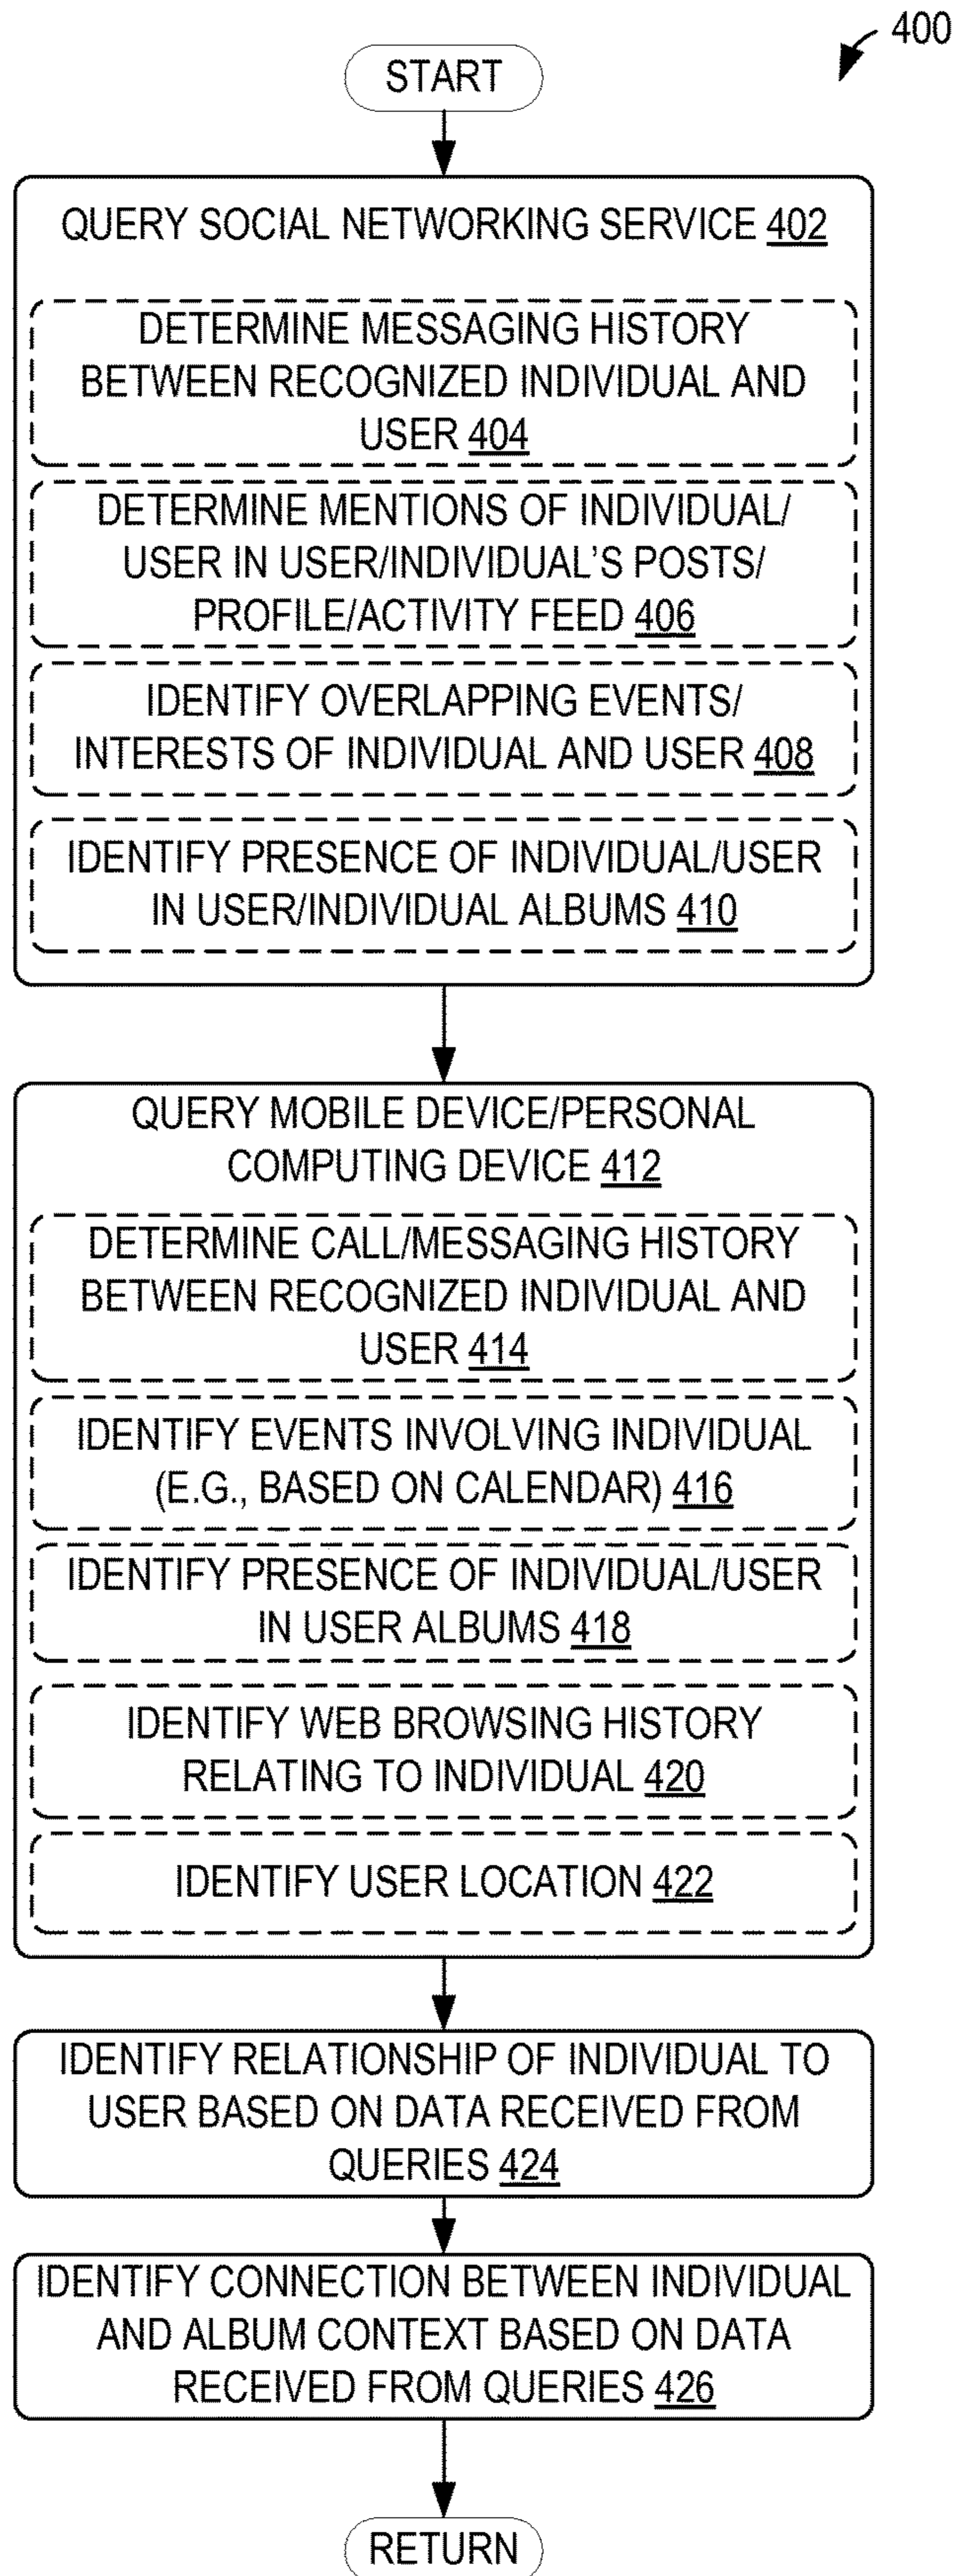 400
START
QUERY SOCIAL NETWORKING SERVICE 402
DETERMINE MESSAGING HISTORY
BETWEEN RECOGNIZED INDIVIDUAL AND
USER 404
DETERMINE MENTIONS OF INDIVIDUAL/
USER IN USER/INDIVIDUAL'S POSTS/
PROFILE/ACTIVITY FEED 406
IDENTIFY OVERLAPPING EVENTS/
INTERESTS OF INDIVIDUAL AND USER 408
IDENTIFY PRESENCE OF INDIVIDUAL/USER
IN USER/INDIVIDUAL ALBUMS 410
QUERY MOBILE DEVICE/PERSONAL
COMPUTING DEVICE 412
DETERMINE CALL/MESSAGING HISTORY
BETWEEN RECOGNIZED INDIVIDUAL AND
USER 414
IDENTIFY EVENTS INVOLVING INDIVIDUAL
(E.G., BASED ON CALENDAR) 416
IDENTIFY PRESENCE OF INDIVIDUAL/USER
IN USER ALBUMS 418
IDENTIFY WEB BROWSING HISTORY
RELATING TO INDIVIDUAL 420
IDENTIFY USER LOCATION 422
IDENTIFY RELATIONSHIP OF INDIVIDUAL TO
USER BASED ON DATA RECEIVED FROM
QUERIES 424
IDENTIFY CONNECTION BETWEEN INDIVIDUAL
AND ALBUM CONTEXT BASED ON DATA
RECEIVED FROM QUERIES 426
RETURN